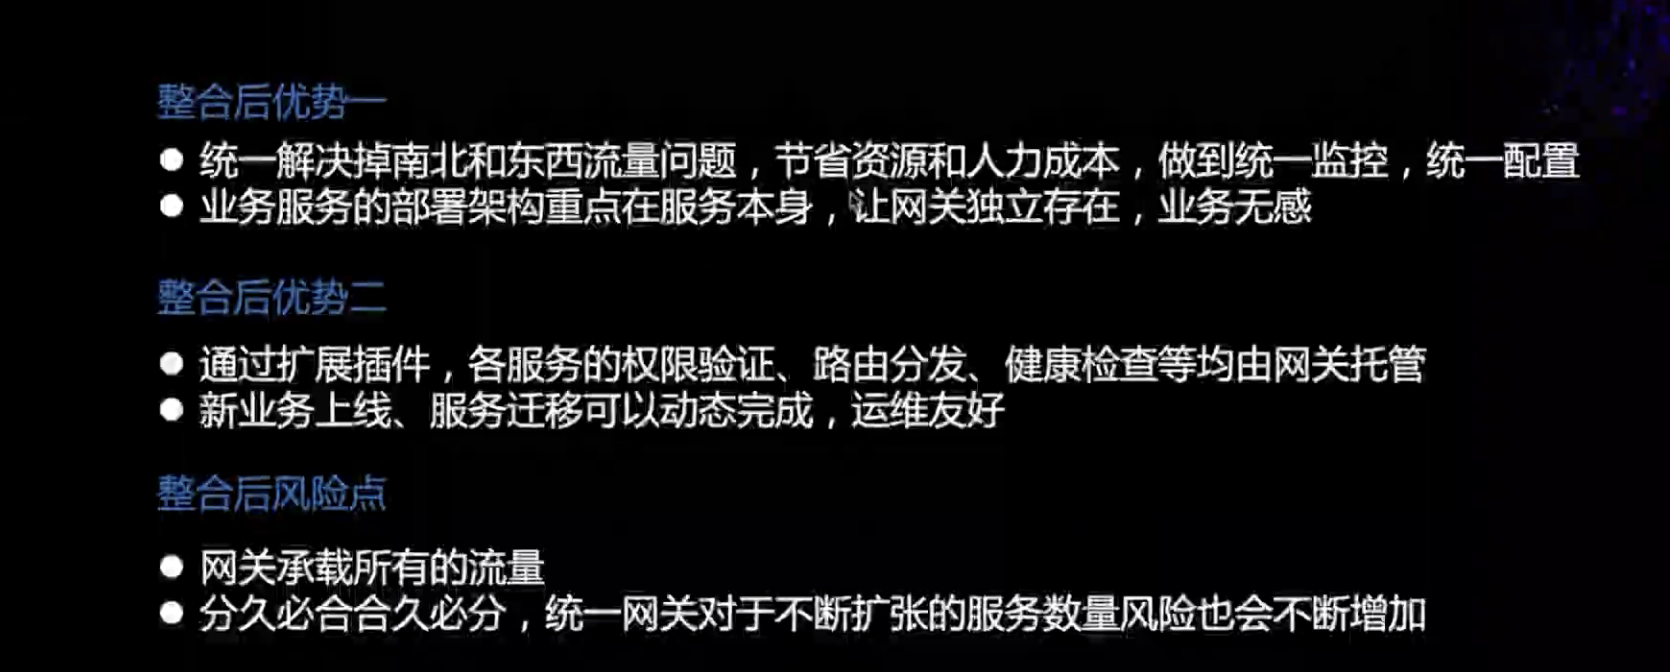 整合后优势一
● 统一解决掉南北和东西流量问题，节省资源和人力成本，做到统一监控，统一配置
● 业务服务的部署架构重点在服务本身，让网关独立存在，业务无感
整合后优势二
● 通过扩展插件，各服务的权限验证、路由分发、健康检查等均由网关托管
● 新业务上线、服务迁移可以动态完成，运维友好
整合后风险点
● 网关承载所有的流量
● 分久必合合久必分，统一网关对于不断扩张的服务数量风险也会不断增加